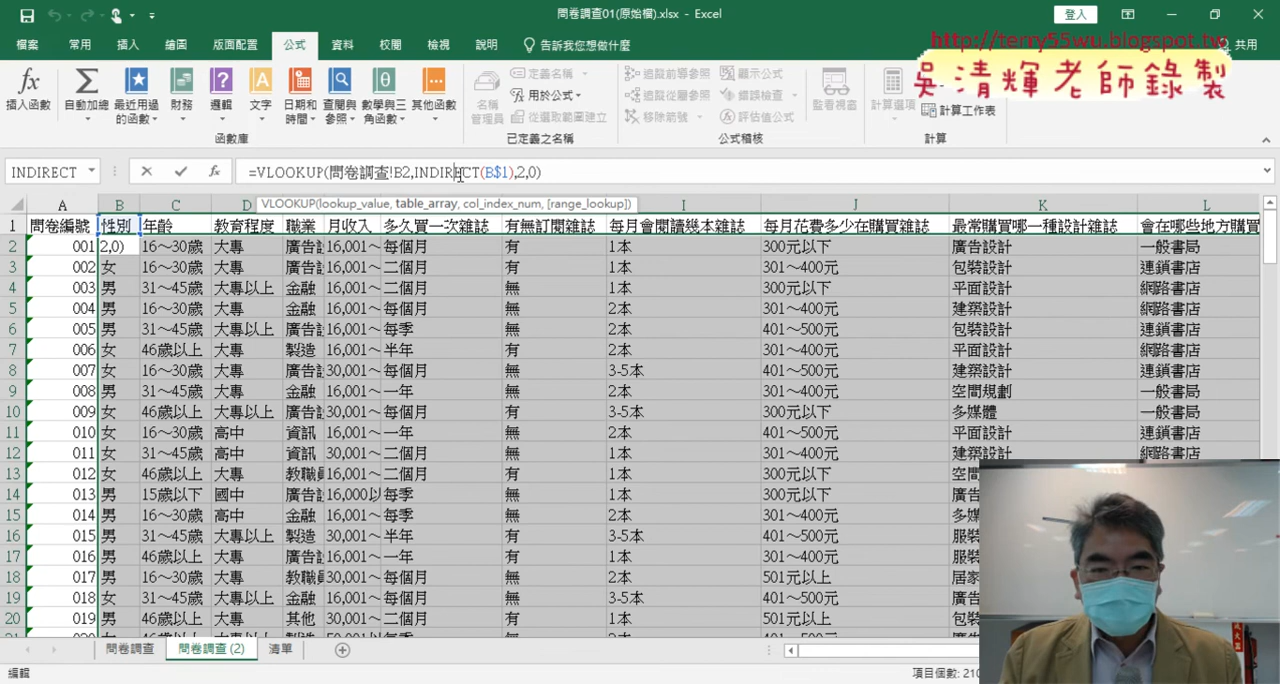 問卷調查01(原始檔).xlsx - Excel
登入
檔案 常用 插入 繪圖 版面配置 公式 資料 校閱 檢視 說明 告訴我您想做什麼 共用
http://terry55wu.blogspot.tw
吳清輝老師錄製
插入函數 自動加總 最近用過的函數 財務 邏輯 文字 日期和時間 查閱與參照 數學與三角函數 其他函數
名稱管理員 定義名稱 用於公式 從選取範圍建立
追蹤前導參照 追蹤從屬參照 移除箭號 顯示公式 錯誤檢查 評估值公式 監看視窗
計算選項 計算工作表
函數庫 已定義之名稱 公式稽核 計算
INDIRECT =VLOOKUP(問卷調查!B2,INDIRECT(B$1),2,0)
VLOOKUP(lookup_value, table_array, col_index_num, [range_lookup])
A B C D I J K L
1 問卷編號 性別 年齡 教育程度 職業 月收入 多久買一次雜誌 有無訂閱雜誌 每月會閱讀幾本雜誌 每月花費多少在購買雜誌 最常購買哪一種設計雜誌 會在哪些地方購買
2 001 2,0) 16～30歲 大專 廣告 16,001～ 每個月 有 1本 300元以下 廣告設計 一般書局
3 002 女 16～30歲 大專 廣告 16,001～ 二個月 有 1本 301～400元 包裝設計 連鎖書店
4 003 男 31～45歲 大專以上 金融 16,001～ 二個月 無 1本 300元以下 平面設計 網路書店
5 004 男 16～30歲 大專 金融 16,001～ 每個月 無 2本 301～400元 建築設計 一般書局
6 005 男 31～45歲 大專以上 廣告 16,001～ 每季 無 2本 401～500元 包裝設計 連鎖書店
7 006 女 46歲以上 大專 製造 16,001～ 半年 有 2本 301～400元 平面設計 網路書店
8 007 女 16～30歲 大專 廣告 30,001～ 每個月 有 3-5本 401～500元 建築設計 連鎖書店
9 008 男 31～45歲 大專 金融 16,001～ 一年 無 2本 301～400元 空間規劃 一般書局
10 009 女 46歲以上 大專以上 廣告 30,001～ 每個月 有 3-5本 300元以下 多媒體 一般書局
11 010 女 16～30歲 高中 資訊 16,001～ 一年 無 2本 401～500元 平面設計 連鎖書店
12 011 女 31～45歲 高中 資訊 30,001～ 二個月 無 1本 401～500元 建築設計 網路書店
13 012 女 46歲以上 大專 教職員 16,001～ 二個月 有 1本 300元以下
14 013 男 15歲以下 國中 廣告 16,000以 每季 無 1本 300元以下
15 014 男 16～30歲 高中 金融 16,001～ 每個月 無 2本 301～400元
16 015 男 31～45歲 大專以上 製造 30,001～ 半年 無 3-5本 401～500元
17 016 男 46歲以上 大專 廣告 16,001～ 一年 有 1本 301～400元
18 017 男 16～30歲 大專 教職員 30,001～ 每個月 無 2本 501元以上
19 018 女 31～45歲 大專以上 金融 16,001～ 每個月 無 3-5本 301～400元
20 019 男 46歲以上 大專 其他 30,001～ 二個月 有 1本 501元以上
問卷調查 問卷調查 (2) 清單
編輯 項目個數: 210